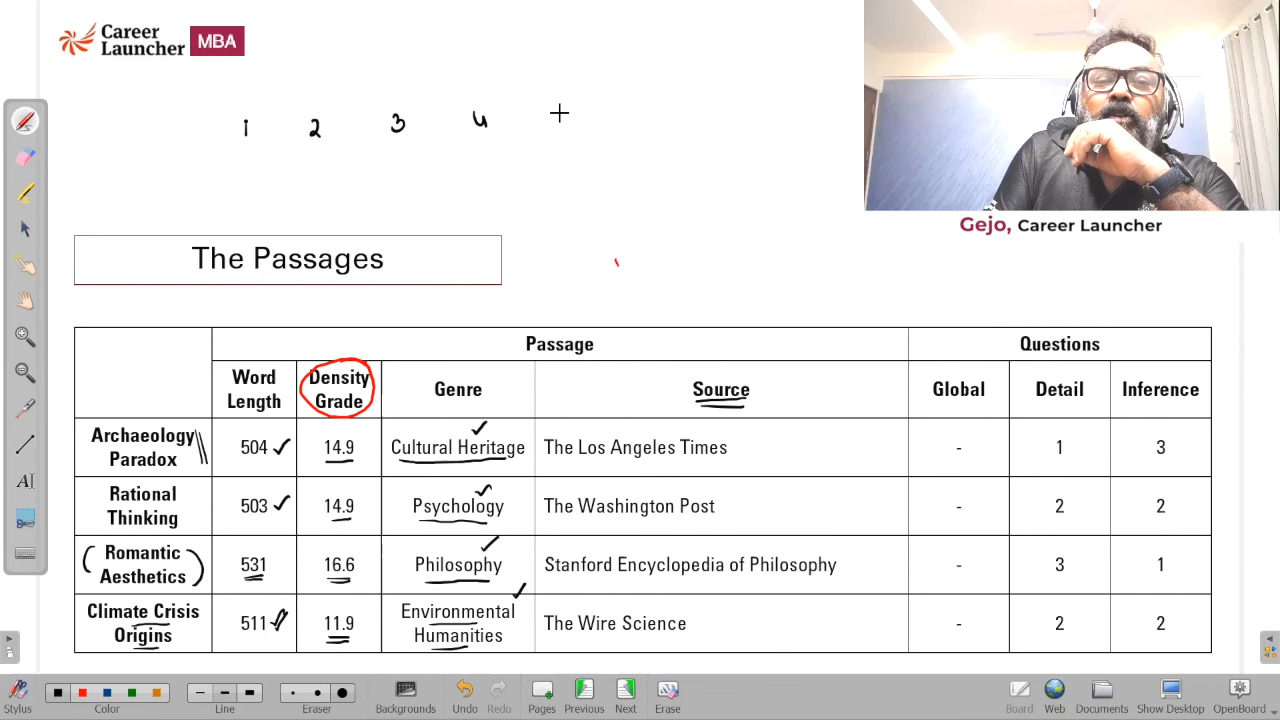 Career
Launcher MBA
1 2 3 4
Gejo, Career Launcher
The Passages
Passage Questions
Word Length Density Grade Genre Source Global Detail Inference
Archaeology Paradox 504 14.9 Cultural Heritage The Los Angeles Times - 1 3
Rational Thinking 503 14.9 Psychology The Washington Post - 2 2
Romantic Aesthetics 531 16.6 Philosophy Stanford Encyclopedia of Philosophy - 3 1
Climate Crisis Origins 511 11.9 Environmental Humanities The Wire Science - 2 2
Stylus Color Line Eraser Backgrounds Undo Redo Pages Previous Next Erase Board Web Documents Show Desktop OpenBoard